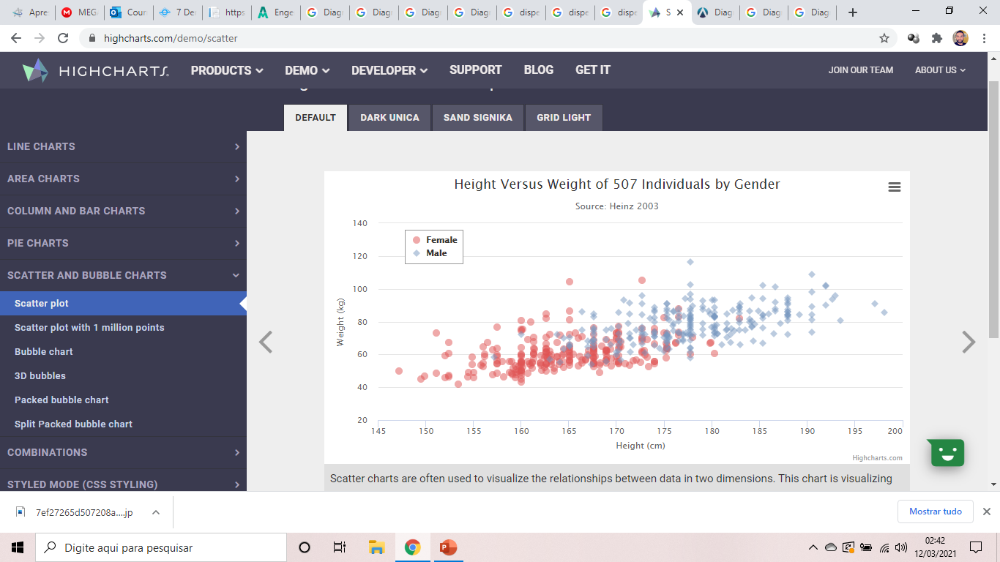 Apre
MEG
Cour
7 De
https
Enge
Diagr
Diag
Diag
Diag
dispe
dispe
dispe
S
Diag
Diag
Diag
highcharts.com/demo/scatter
HIGHCHARTS.
PRODUCTS
DEMO
DEVELOPER
SUPPORT
BLOG
GET IT
JOIN OUR TEAM
ABOUT US
DEFAULT
DARK UNICA
SAND SIGNIKA
GRID LIGHT
LINE CHARTS
AREA CHARTS
COLUMN AND BAR CHARTS
PIE CHARTS
SCATTER AND BUBBLE CHARTS
Scatter plot
Scatter plot with 1 million points
Bubble chart
3D bubbles
Packed bubble chart
Split Packed bubble chart
COMBINATIONS
STYLED MODE (CSS STYLING)
Height Versus Weight of 507 Individuals by Gender
Source: Heinz 2003
Weight (kg)
140
120
100
80
60
40
20
Female
Male
145 150 155 160 165 170 175 180 185 190 195 200
Height (cm)
Highcharts.com
Scatter charts are often used to visualize the relationships between data in two dimensions. This chart is visualizing
7ef27265d507208a....jp
Mostrar tudo
Digite aqui para pesquisar
02:42
12/03/2021